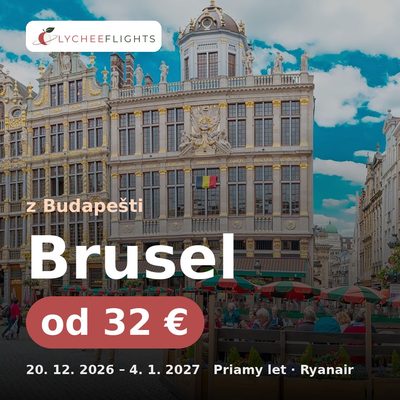 LYCHEEFLIGHTS
z Budapešti
Brusel
od 32 €
20. 12. 2026 – 4. 1. 2027 Priamy let · Ryanair